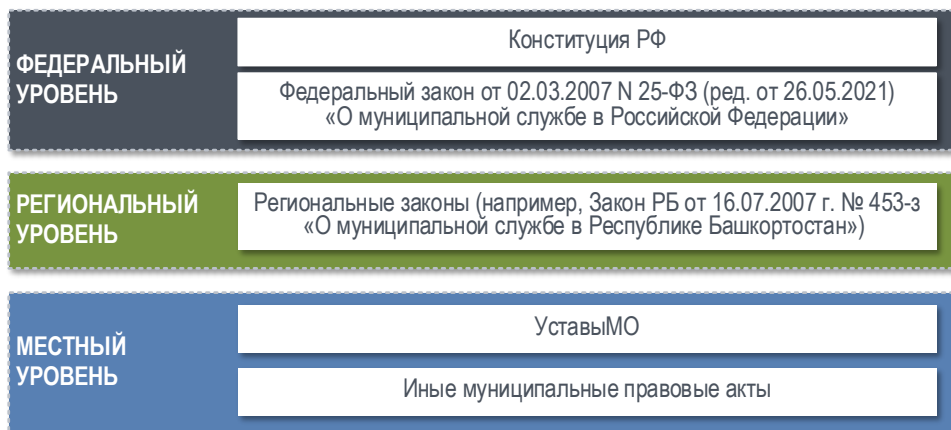 ФЕДЕРАЛЬНЫЙ
УРОВЕНЬ
Конституция РФ
Федеральный закон от 02.03.2007 N 25-ФЗ (ред. от 26.05.2021)
«О муниципальной службе в Российской Федерации»
РЕГИОНАЛЬНЫЙ
УРОВЕНЬ
Региональные законы (например, Закон РБ от 16.07.2007 г. № 453-з
«О муниципальной службе в Республике Башкортостан»)
МЕСТНЫЙ
УРОВЕНЬ
УставыМО
Иные муниципальные правовые акты